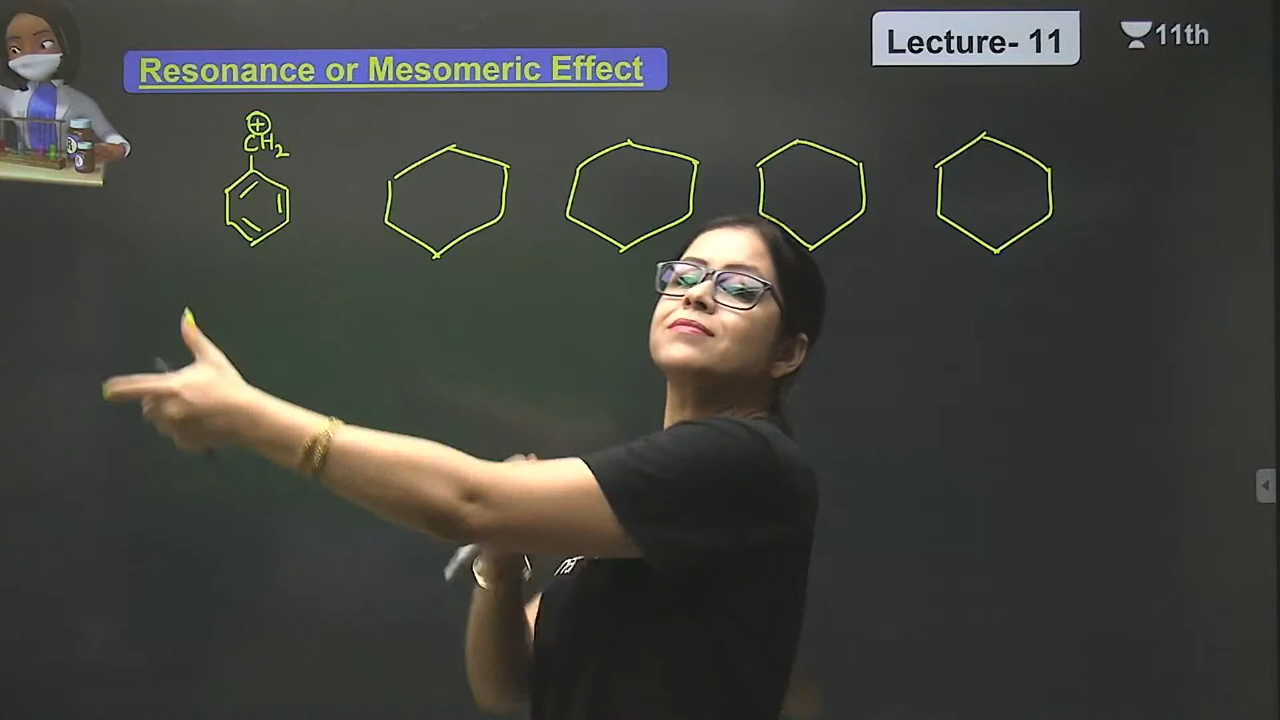 Lecture- 11
11th
Resonance or Mesomeric Effect
⊕
CH₂